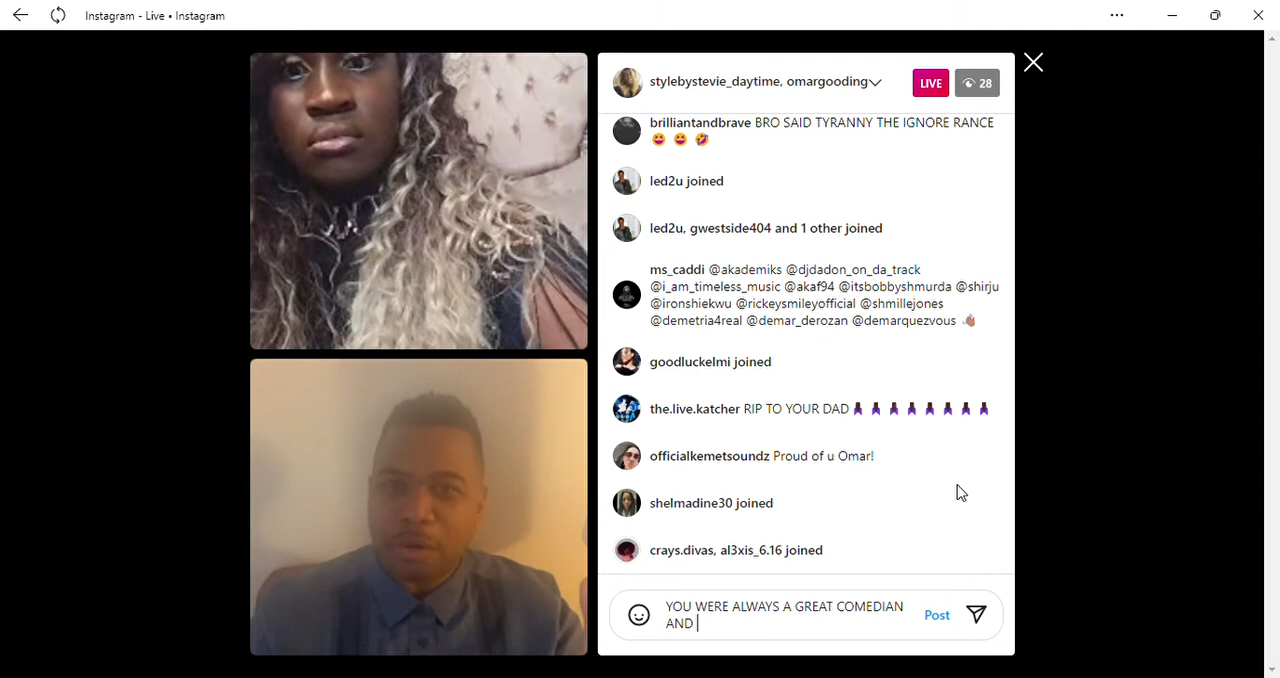 Instagram - Live • Instagram
stylebystevie_daytime, omargooding
LIVE
28
brilliantandbrave BRO SAID TYRANNY THE IGNORE RANCE
😆 😆 🤣
led2u joined
led2u, gwestside404 and 1 other joined
ms_caddi @akademiks @djdadon_on_da_track
@i_am_timeless_music @akaf94 @itsbobbyshmurda @shirju
@ironshiekwu @rickeysmileyofficial @shmillejones
@demetria4real @demar_derozan @demarquezvous
goodluckelmi joined
the.live.katcher RIP TO YOUR DAD
officialkemetsoundz Proud of u Omar!
shelmadine30 joined
crays.divas, al3xis_6.16 joined
YOU WERE ALWAYS A GREAT COMEDIAN
AND
Post